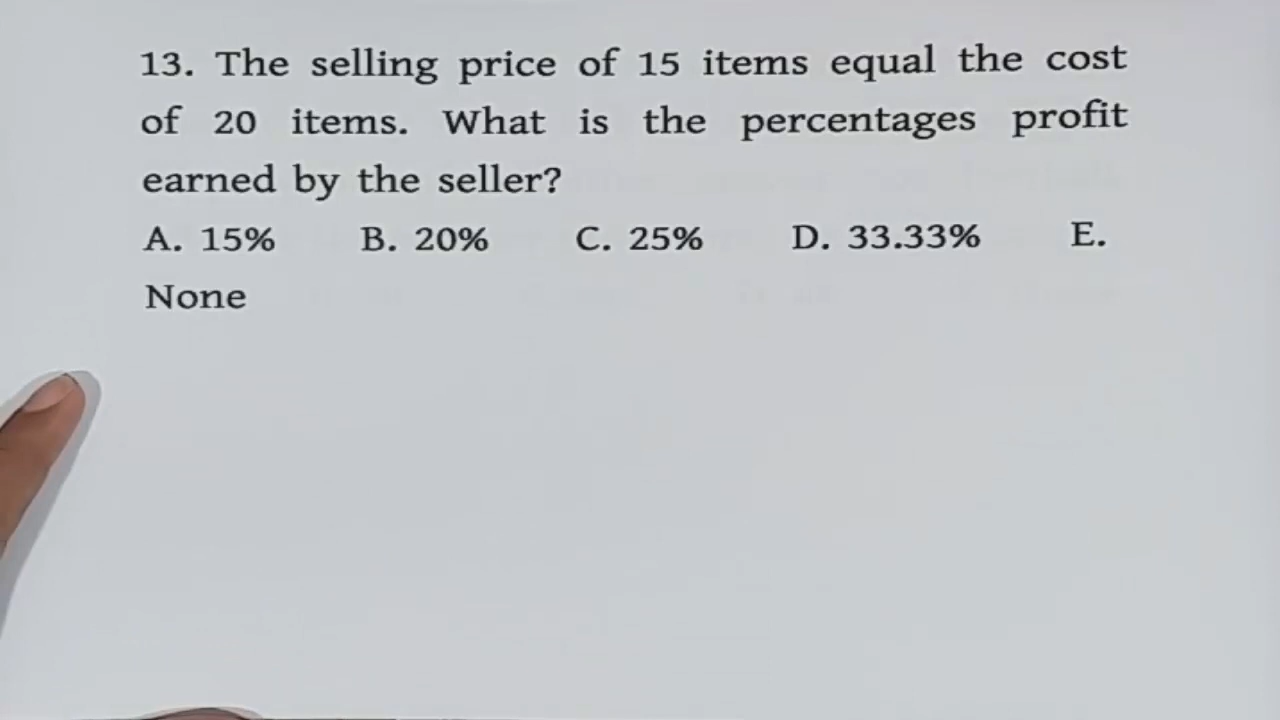 13. The selling price of 15 items equal the cost
of 20 items. What is the percentages profit
earned by the seller?
A. 15% B. 20% C. 25% D. 33.33% E.
None